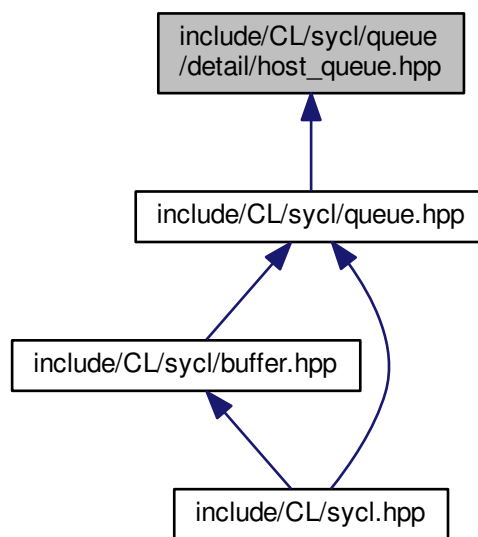 include/CL/sycl/queue
/detail/host_queue.hpp
include/CL/sycl/queue.hpp
include/CL/sycl/buffer.hpp
include/CL/sycl.hpp